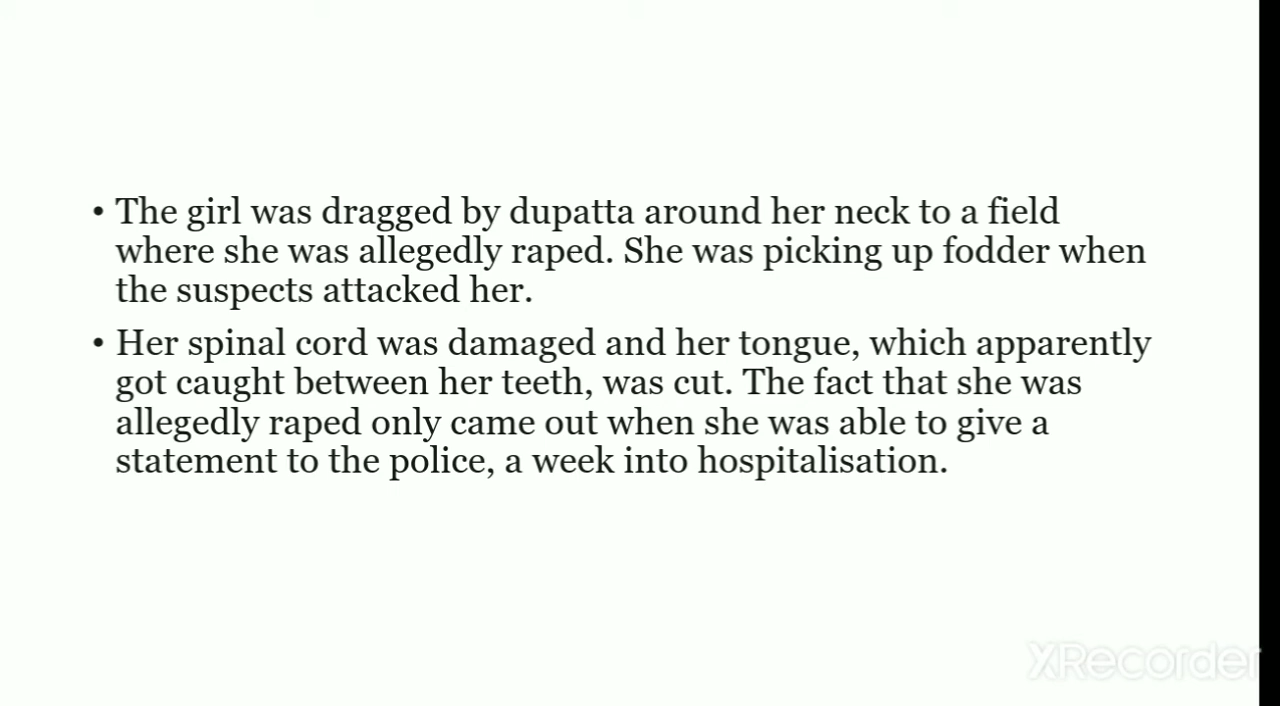 • The girl was dragged by dupatta around her neck to a field
where she was allegedly raped. She was picking up fodder when
the suspects attacked her.
• Her spinal cord was damaged and her tongue, which apparently
got caught between her teeth, was cut. The fact that she was
allegedly raped only came out when she was able to give a
statement to the police, a week into hospitalisation.
XRecorder